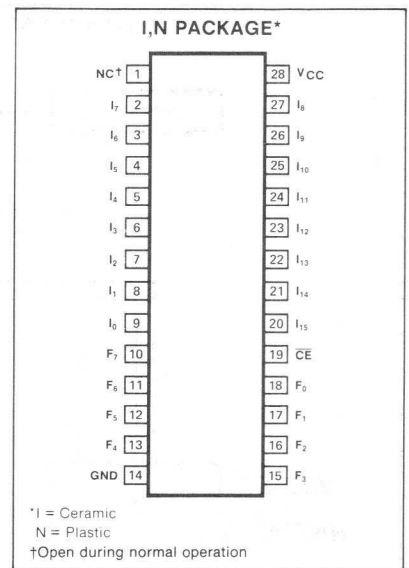 I,N PACKAGE*
NC† 1 28 VCC
I₇ 2 27 I₈
I₆ 3 26 I₉
I₅ 4 25 I₁₀
I₄ 5 24 I₁₁
I₃ 6 23 I₁₂
I₂ 7 22 I₁₃
I₁ 8 21 I₁₄
I₀ 9 20 I₁₅
F₇ 10 19 C̅E̅
F₆ 11 18 F₀
F₅ 12 17 F₁
F₄ 13 16 F₂
GND 14 15 F₃
*I = Ceramic
N = Plastic
†Open during normal operation